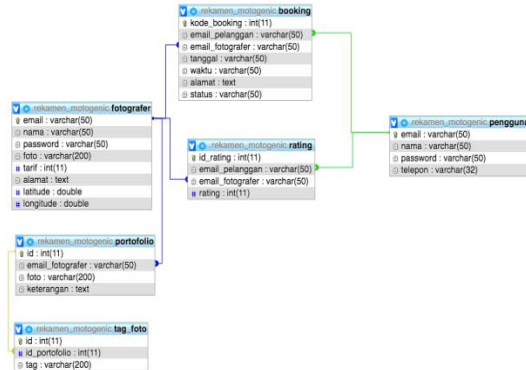 rekamen_motogenic booking
kode_booking : int(11)
email_pelanggan : varchar(50)
email_fotografer : varchar(50)
tanggal : varchar(50)
waktu : varchar(50)
alamat : text
status : varchar(50)
rekamen_motogenic fotografer
email : varchar(50)
nama : varchar(50)
password : varchar(50)
foto : varchar(200)
tarif : int(11)
alamat : text
latitude : double
longitude : double
rekamen_motogenic rating
id_rating : int(11)
email_pelanggan : varchar(50)
email_fotografer : varchar(50)
rating : int(11)
rekamen_motogenic pengguna
email : varchar(50)
nama : varchar(50)
password : varchar(50)
telepon : varchar(32)
rekamen_motogenic portofolio
id : int(11)
email_fotografer : varchar(50)
foto : varchar(200)
keterangan : text
rekamen_motogenic tag_foto
id : int(11)
id_portofolio : int(11)
tag : varchar(200)